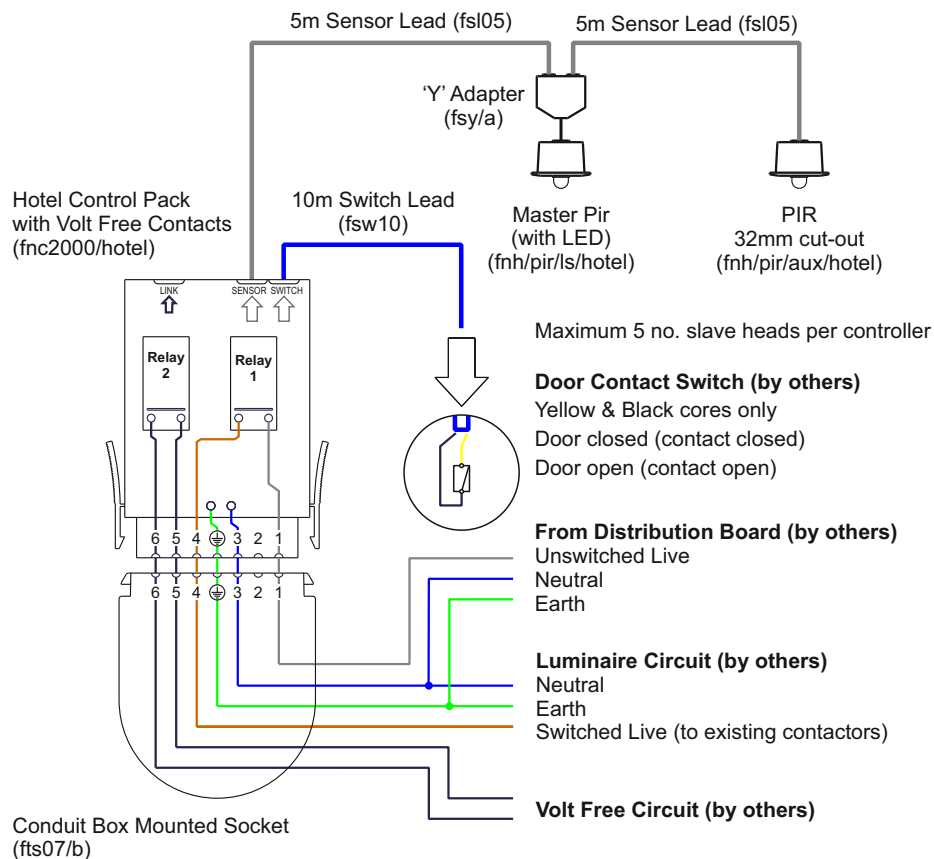 5m Sensor Lead (fsl05)
5m Sensor Lead (fsl05)
‘Y’ Adapter
(fsy/a)
Hotel Control Pack
with Volt Free Contacts
(fnc2000/hotel)
10m Switch Lead
(fsw10)
Master Pir
(with LED)
(fnh/pir/ls/hotel)
PIR
32mm cut-out
(fnh/pir/aux/hotel)
LINK
SENSOR
SWITCH
Relay
2
Relay
1
Maximum 5 no. slave heads per controller
Door Contact Switch (by others)
Yellow & Black cores only
Door closed (contact closed)
Door open (contact open)
6 5 4 3 2 1
6 5 4 3 2 1
From Distribution Board (by others)
Unswitched Live
Neutral
Earth
Luminaire Circuit (by others)
Neutral
Earth
Switched Live (to existing contactors)
Volt Free Circuit (by others)
Conduit Box Mounted Socket
(fts07/b)